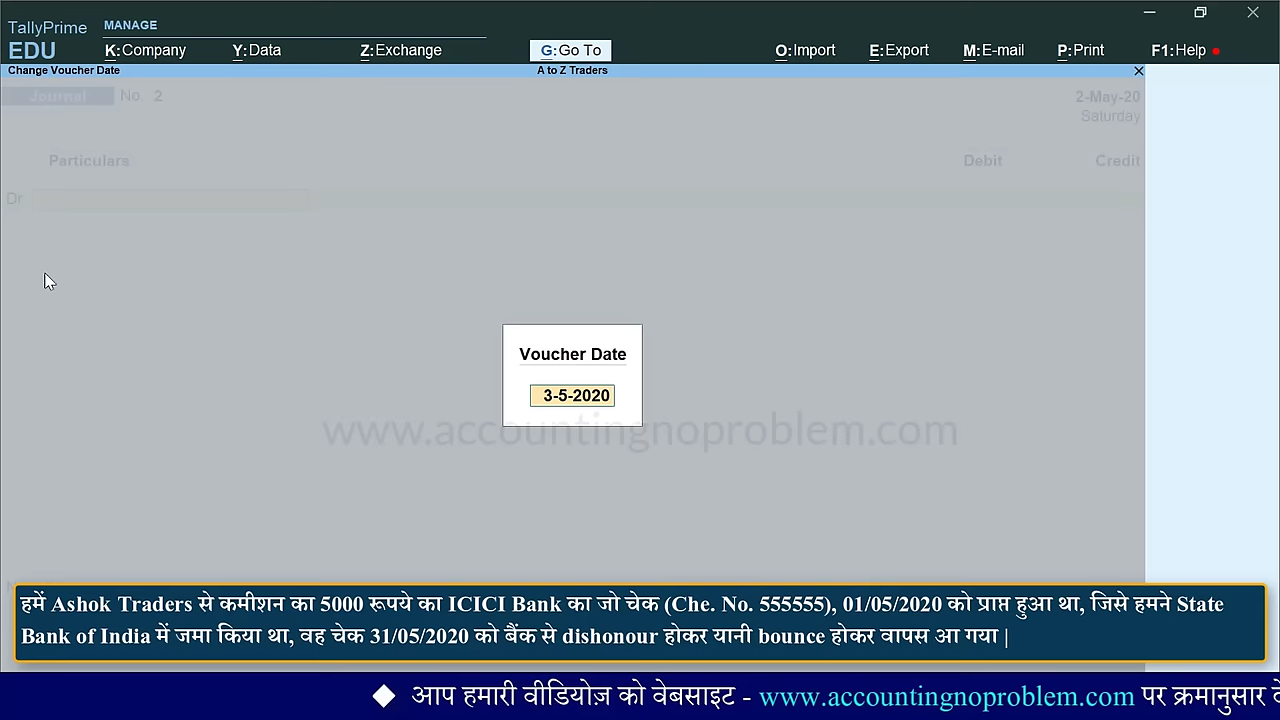 TallyPrime
MANAGE
EDU
K:Company
Y:Data
Z:Exchange
G:Go To
O:Import
E:Export
M:E-mail
P:Print
F1:Help
Change Voucher Date
A to Z Traders
Journal
No. 2
2-May-20
Saturday
Particulars
Debit
Credit
Dr
Voucher Date
3-5-2020
www.accountingnoproblem.com
हमें Ashok Traders से कमीशन का 5000 रूपये का ICICI Bank का जो चेक (Che. No. 555555), 01/05/2020 को प्राप्त हुआ था, जिसे हमने State
Bank of India में जमा किया था, वह चेक 31/05/2020 को बैंक से dishonour होकर यानी bounce होकर वापस आ गया |
◆ आप हमारी वीडियोज़ को वेबसाइट - www.accountingnoproblem.com पर क्रमानुसार